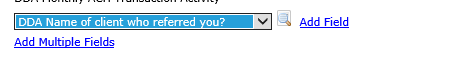 DDA Monthly ACH Transaction Activity
DDA Name of client who referred you? Add Field
Add Multiple Fields